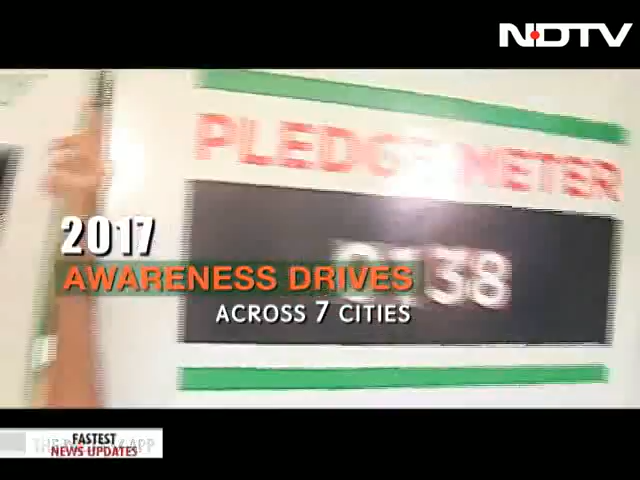 NDTV
PLEDGE METER
2017
AWARENESS DRIVES
ACROSS 7 CITIES
FASTEST
NEWS UPDATES